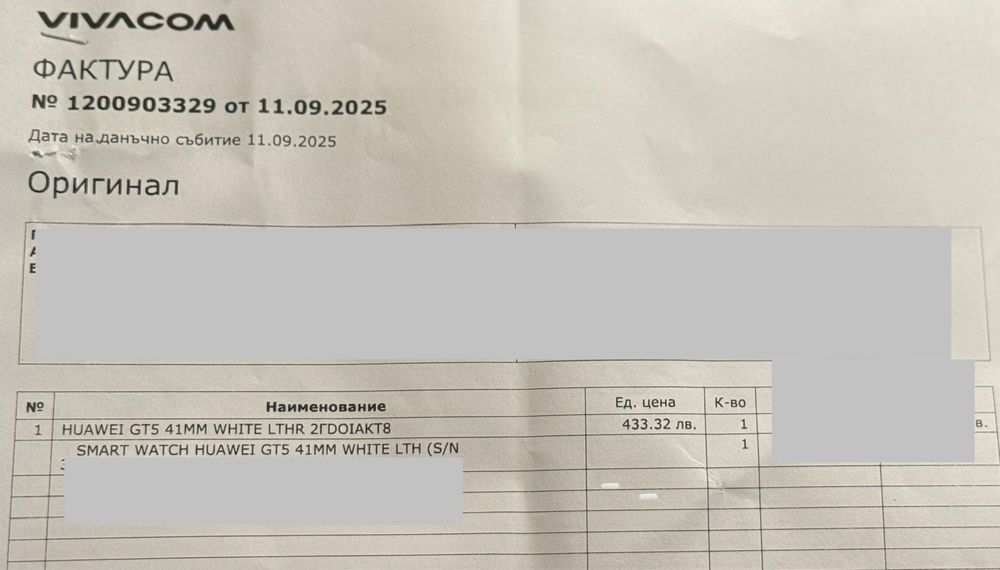 VIVACOM
ФАКТУРА
№ 1200903329 от 11.09.2025
Дата на данъчно събитие 11.09.2025
Оригинал
№ Наименование Ед. цена К-во
1 HUAWEI GT5 41MM WHITE LTHR 2ГDOIAKT8 433.32 лв. 1 в.
SMART WATCH HUAWEI GT5 41MM WHITE LTH (S/N 1